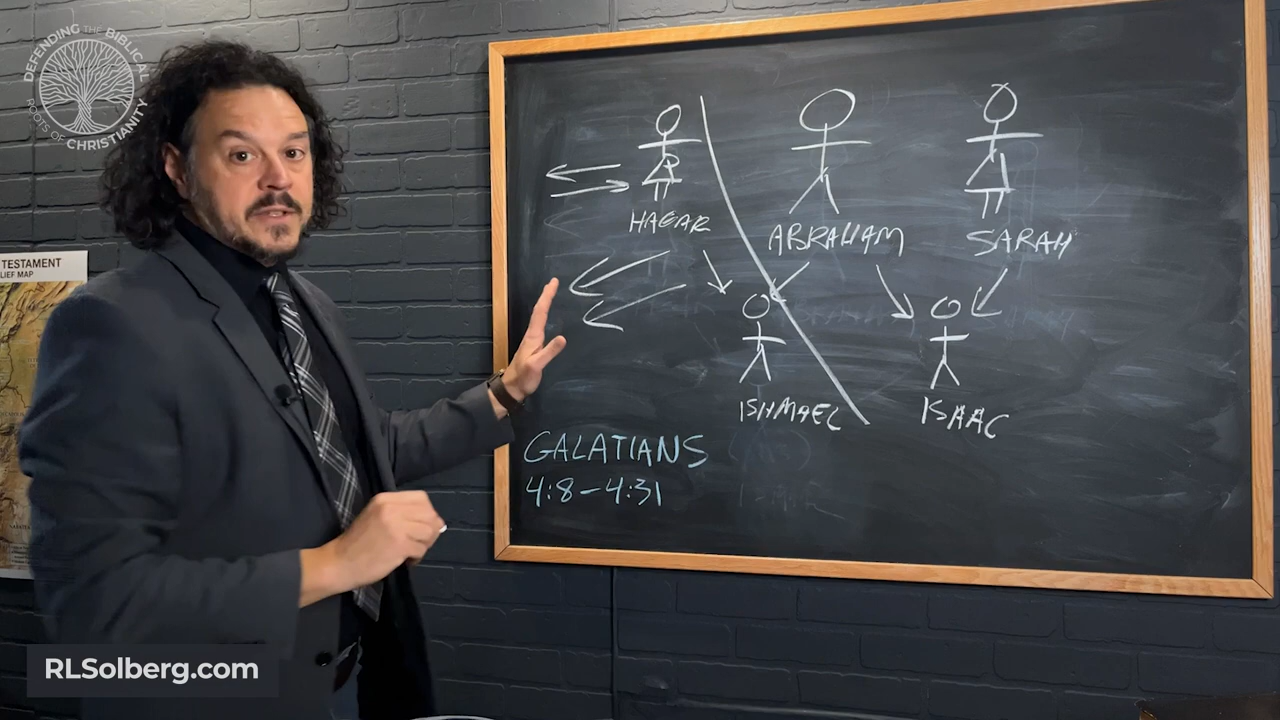 DEFENDING THE BIBLICAL
ROOTS OF CHRISTIANITY
TESTAMENT
LIEF MAP
HAGAR
ABRAHAM
SARAH
ISHMAEL
ISAAC
GALATIANS
4:8-4:31
RLSolberg.com